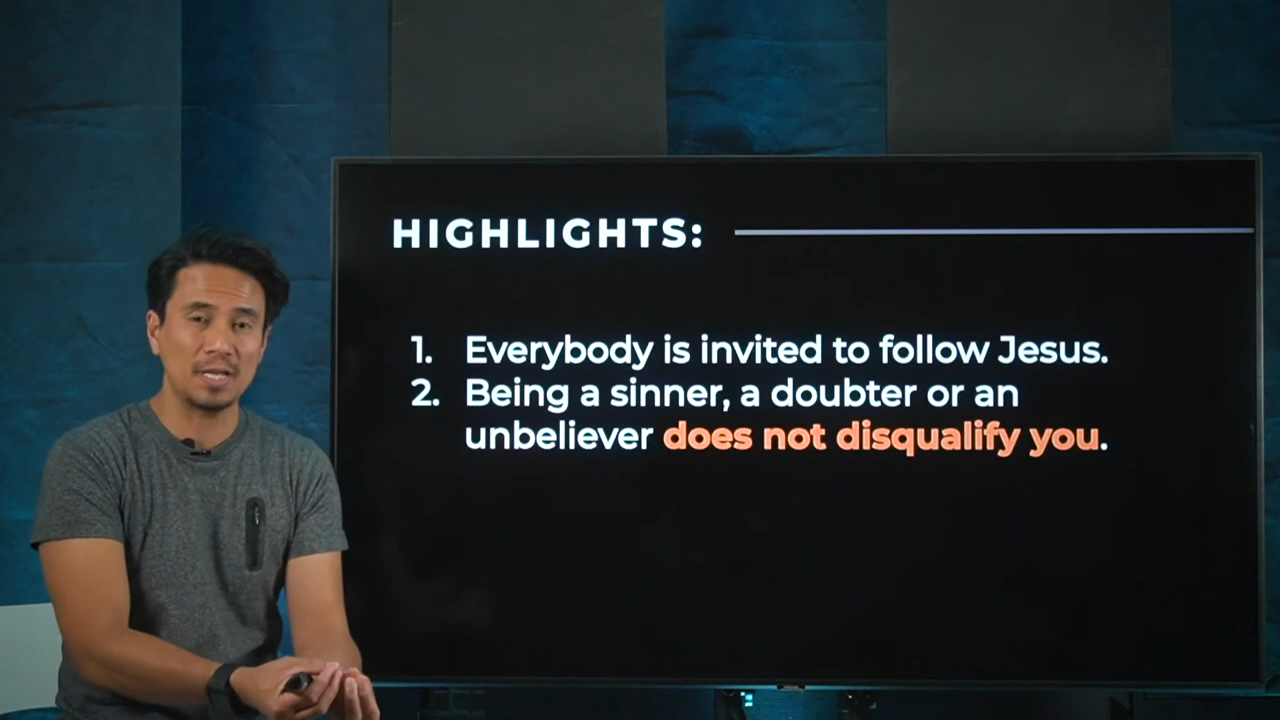 HIGHLIGHTS:
1. Everybody is invited to follow Jesus.
2. Being a sinner, a doubter or an
unbeliever does not disqualify you.